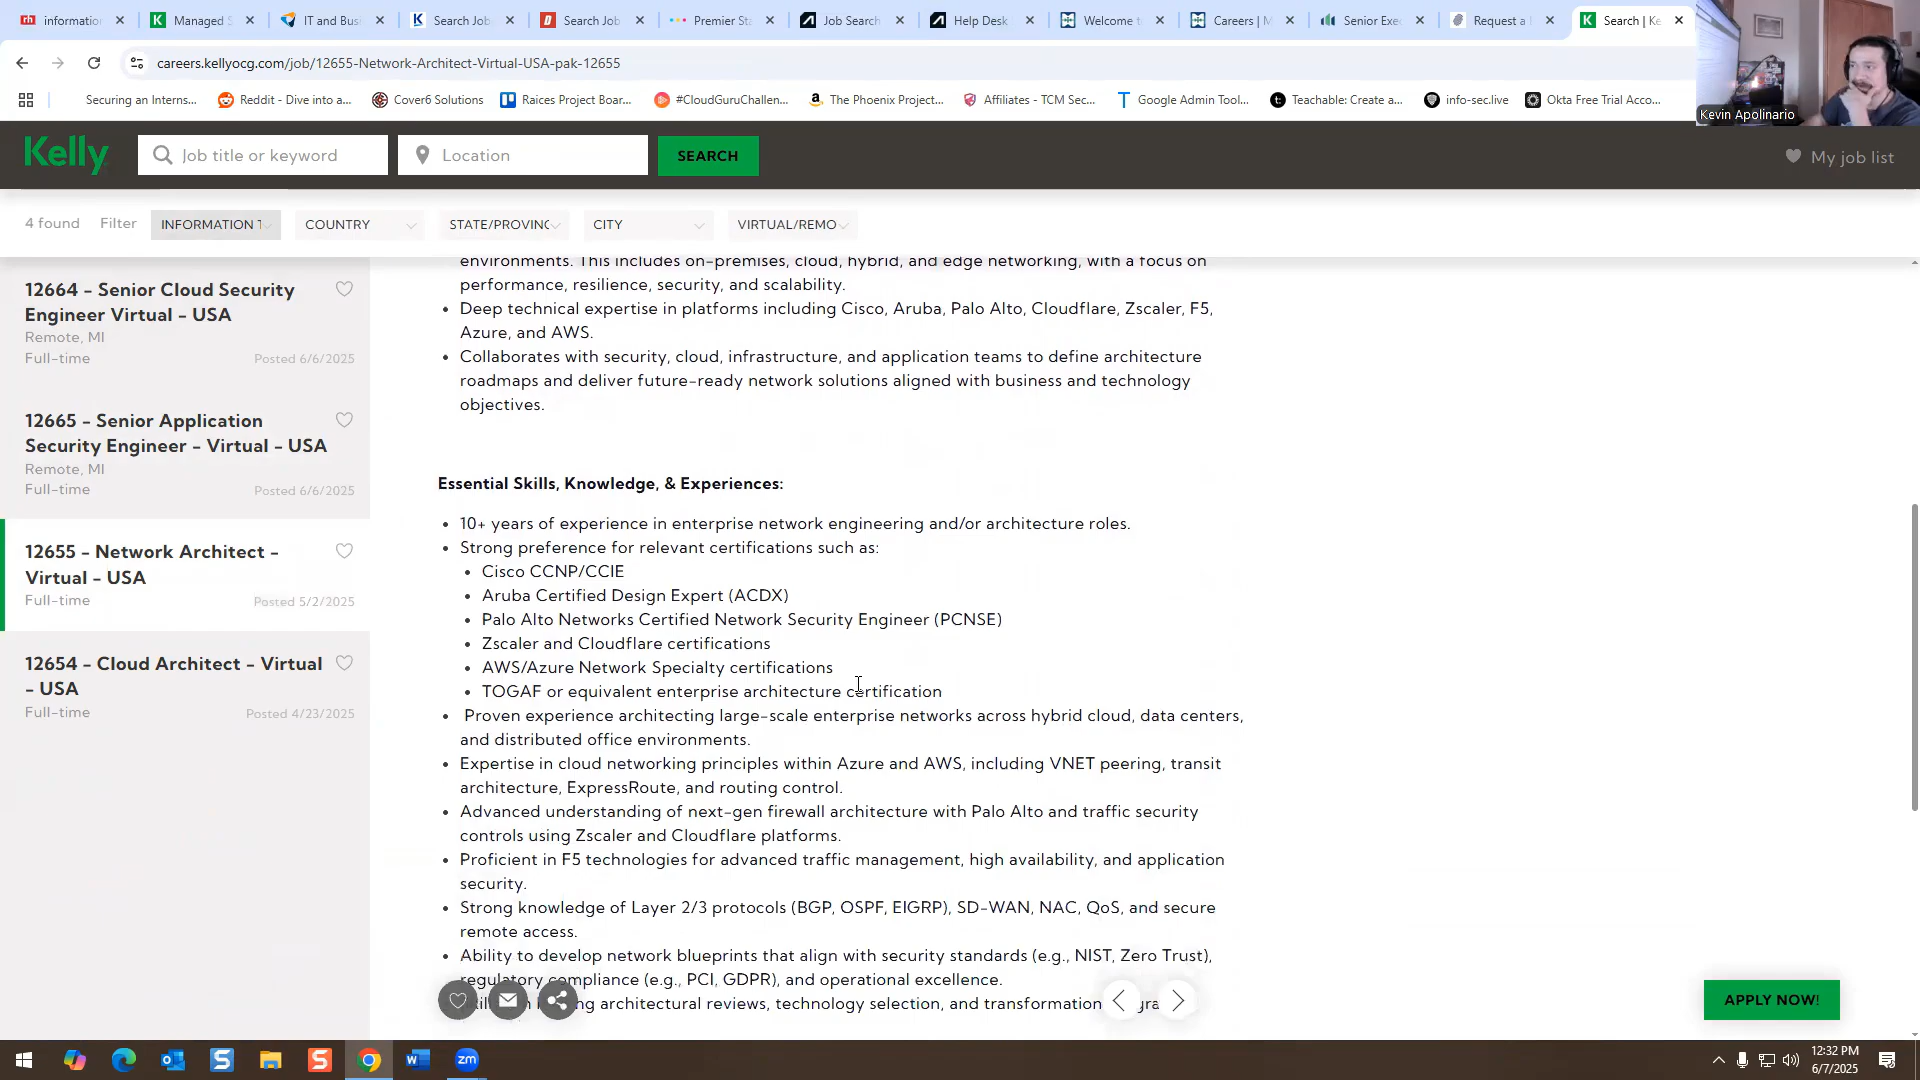 informatio
Managed S
IT and Busi
Search Job
Search Job
Premier Sta
Job Search
Help Desk
Welcome t
Careers | M
Senior Exec
Request a
Search | Ke
careers.kellyocg.com/job/12655-Network-Architect-Virtual-USA-pak-12655
Securing an Interns...
Reddit - Dive into a...
Cover6 Solutions
Raices Project Boar...
#CloudGuruChallen...
The Phoenix Project...
Affiliates - TCM Sec...
Google Admin Tool...
Teachable: Create a...
info-sec.live
Okta Free Trial Acco...
Kevin Apolinario
Kelly
Job title or keyword
Location
SEARCH
My job list
4 found
Filter
INFORMATION T
COUNTRY
STATE/PROVINC
CITY
VIRTUAL/REMO
12664 - Senior Cloud Security
Engineer Virtual - USA
Remote, MI
Full-time
Posted 6/6/2025
12665 - Senior Application
Security Engineer - Virtual - USA
Remote, MI
Full-time
Posted 6/6/2025
12655 - Network Architect -
Virtual - USA
Full-time
Posted 5/2/2025
12654 - Cloud Architect - Virtual
- USA
Full-time
Posted 4/23/2025
environments. This includes on-premises, cloud, hybrid, and edge networking, with a focus on
performance, resilience, security, and scalability.
• Deep technical expertise in platforms including Cisco, Aruba, Palo Alto, Cloudflare, Zscaler, F5,
Azure, and AWS.
• Collaborates with security, cloud, infrastructure, and application teams to define architecture
roadmaps and deliver future-ready network solutions aligned with business and technology
objectives.
Essential Skills, Knowledge, & Experiences:
• 10+ years of experience in enterprise network engineering and/or architecture roles.
• Strong preference for relevant certifications such as:
• Cisco CCNP/CCIE
• Aruba Certified Design Expert (ACDX)
• Palo Alto Networks Certified Network Security Engineer (PCNSE)
• Zscaler and Cloudflare certifications
• AWS/Azure Network Specialty certifications
• TOGAF or equivalent enterprise architecture certification
• Proven experience architecting large-scale enterprise networks across hybrid cloud, data centers,
and distributed office environments.
• Expertise in cloud networking principles within Azure and AWS, including VNET peering, transit
architecture, ExpressRoute, and routing control.
• Advanced understanding of next-gen firewall architecture with Palo Alto and traffic security
controls using Zscaler and Cloudflare platforms.
• Proficient in F5 technologies for advanced traffic management, high availability, and application
security.
• Strong knowledge of Layer 2/3 protocols (BGP, OSPF, EIGRP), SD-WAN, NAC, QoS, and secure
remote access.
• Ability to develop network blueprints that align with security standards (e.g., NIST, Zero Trust),
regulatory compliance (e.g., PCI, GDPR), and operational excellence.
architectural reviews, technology selection, and transformation
APPLY NOW!
12:32 PM
6/7/2025